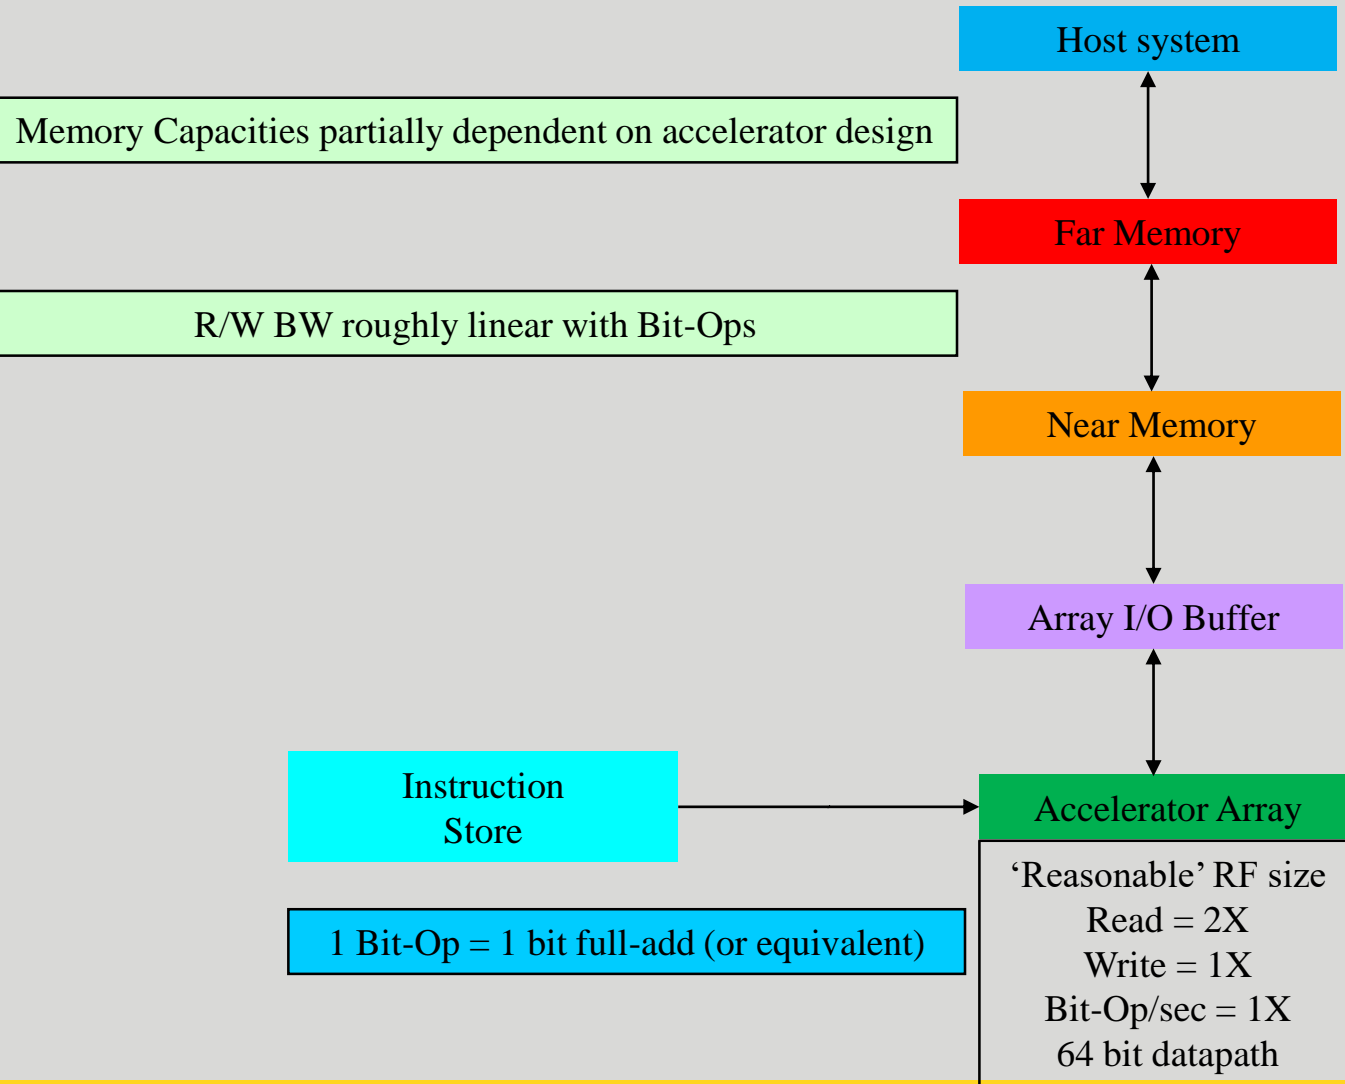 Host system
Memory Capacities partially dependent on accelerator design
Far Memory
R/W BW roughly linear with Bit-Ops
Near Memory
Array I/O Buffer
Instruction
Store
Accelerator Array
‘Reasonable’ RF size
Read = 2X
Write = 1X
Bit-Op/sec = 1X
64 bit datapath
1 Bit-Op = 1 bit full-add (or equivalent)